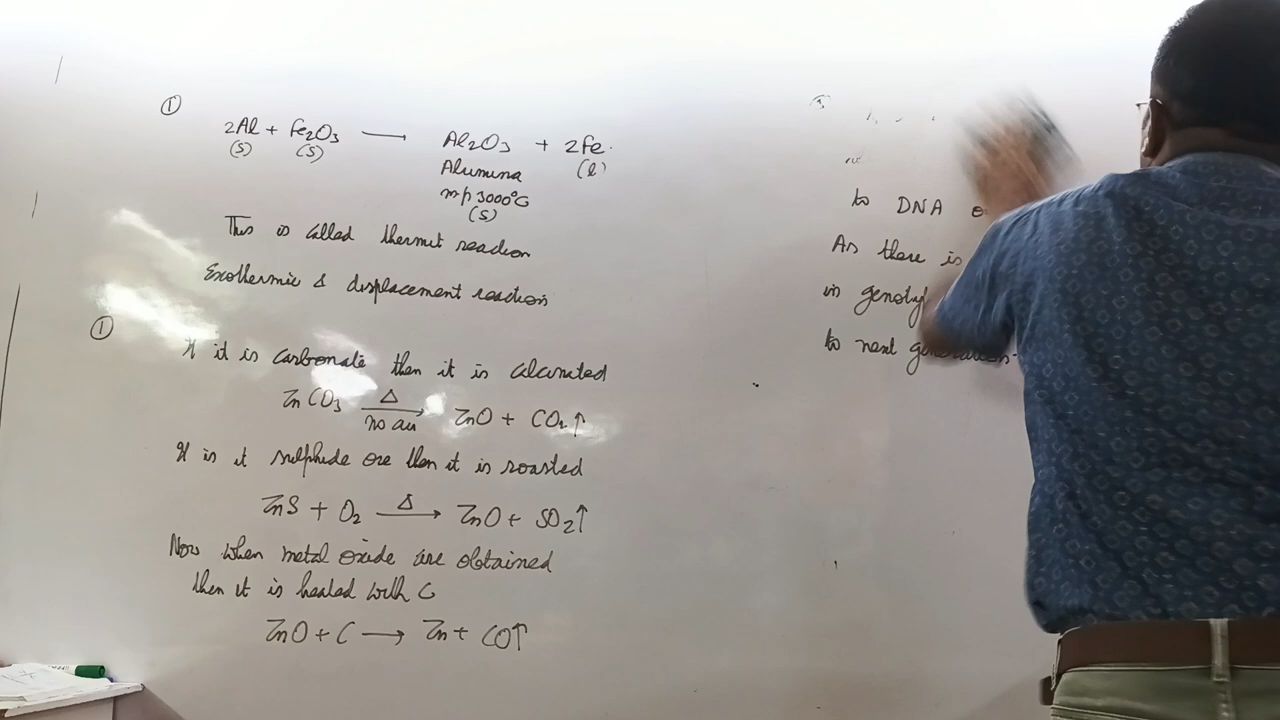 ①
2Al + Fe₂O₃ → Al₂O₃ + 2Fe.
(s) (s) (l)
Alumina
mp 3000°C
(s)
This is called thermit reaction
Exothermic & displacement reaction
①
If it is carbonate then it is calcinated
ZnCO₃ Δ → ZnO + CO₂↑
no air
If it sulphide ore then it is roasted
ZnS + O₂ Δ → ZnO + SO₂↑
Now when metal oxide are obtained
then it is heated with C
ZnO + C → Zn + CO↑
to DNA
As there is
in
to next generation.